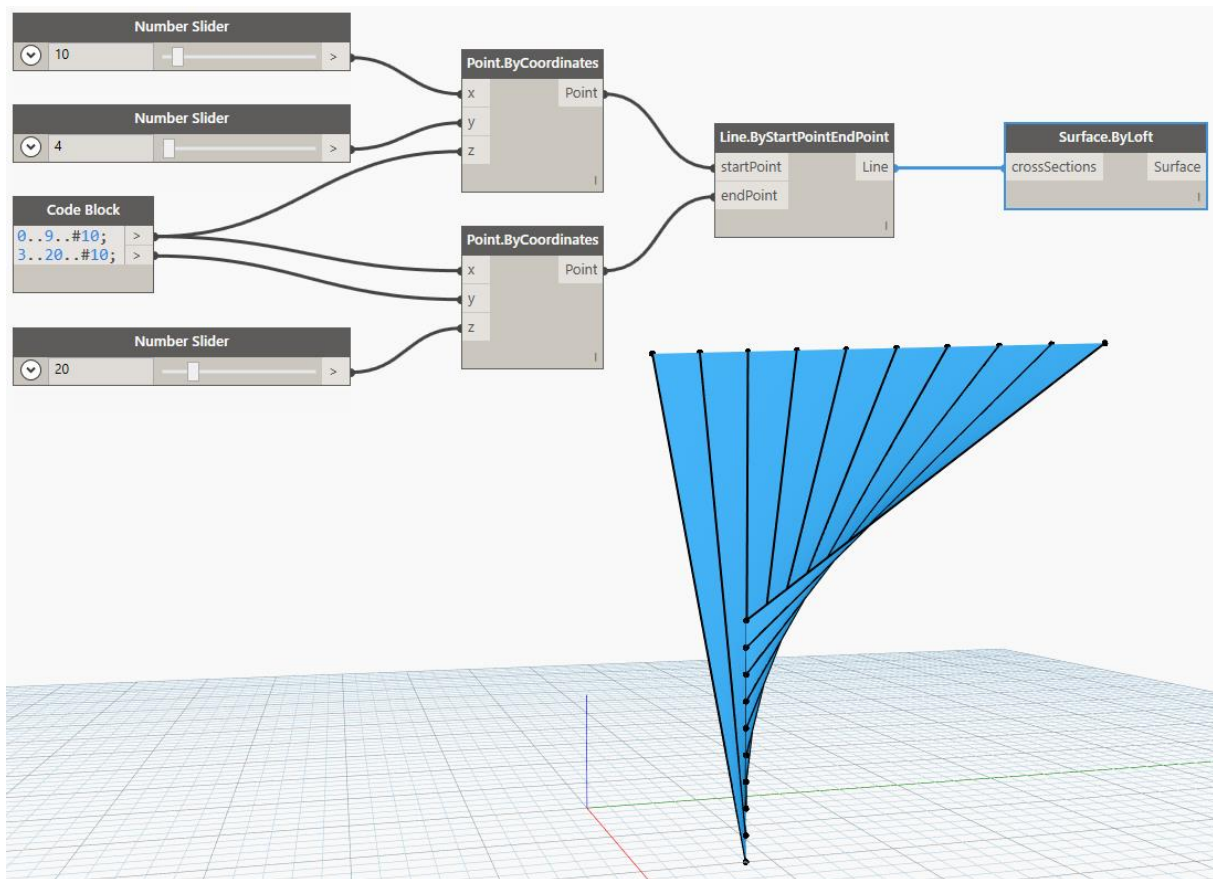 Number Slider
10
>
Number Slider
4
>
Code Block
0..9..#10; >
3..20..#10; >
Number Slider
20
>
Point.ByCoordinates
x Point
y
z
Point.ByCoordinates
x Point
y
z
Line.ByStartPointEndPoint
startPoint Line
endPoint
Surface.ByLoft
crossSections Surface